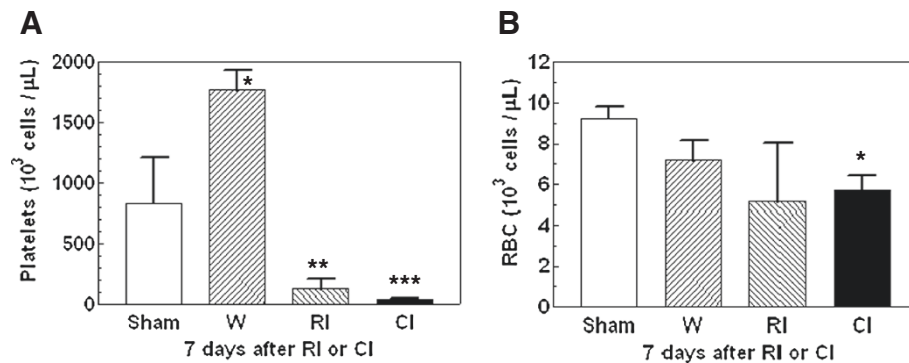 A
Platelets (10³ cells / µL)
2000
1500
1000
500
0
*
**
***
Sham W RI CI
7 days after RI or CI
B
RBC (10³ cells / µL)
12
10
8
6
4
2
0
*
Sham W RI CI
7 days after RI or CI